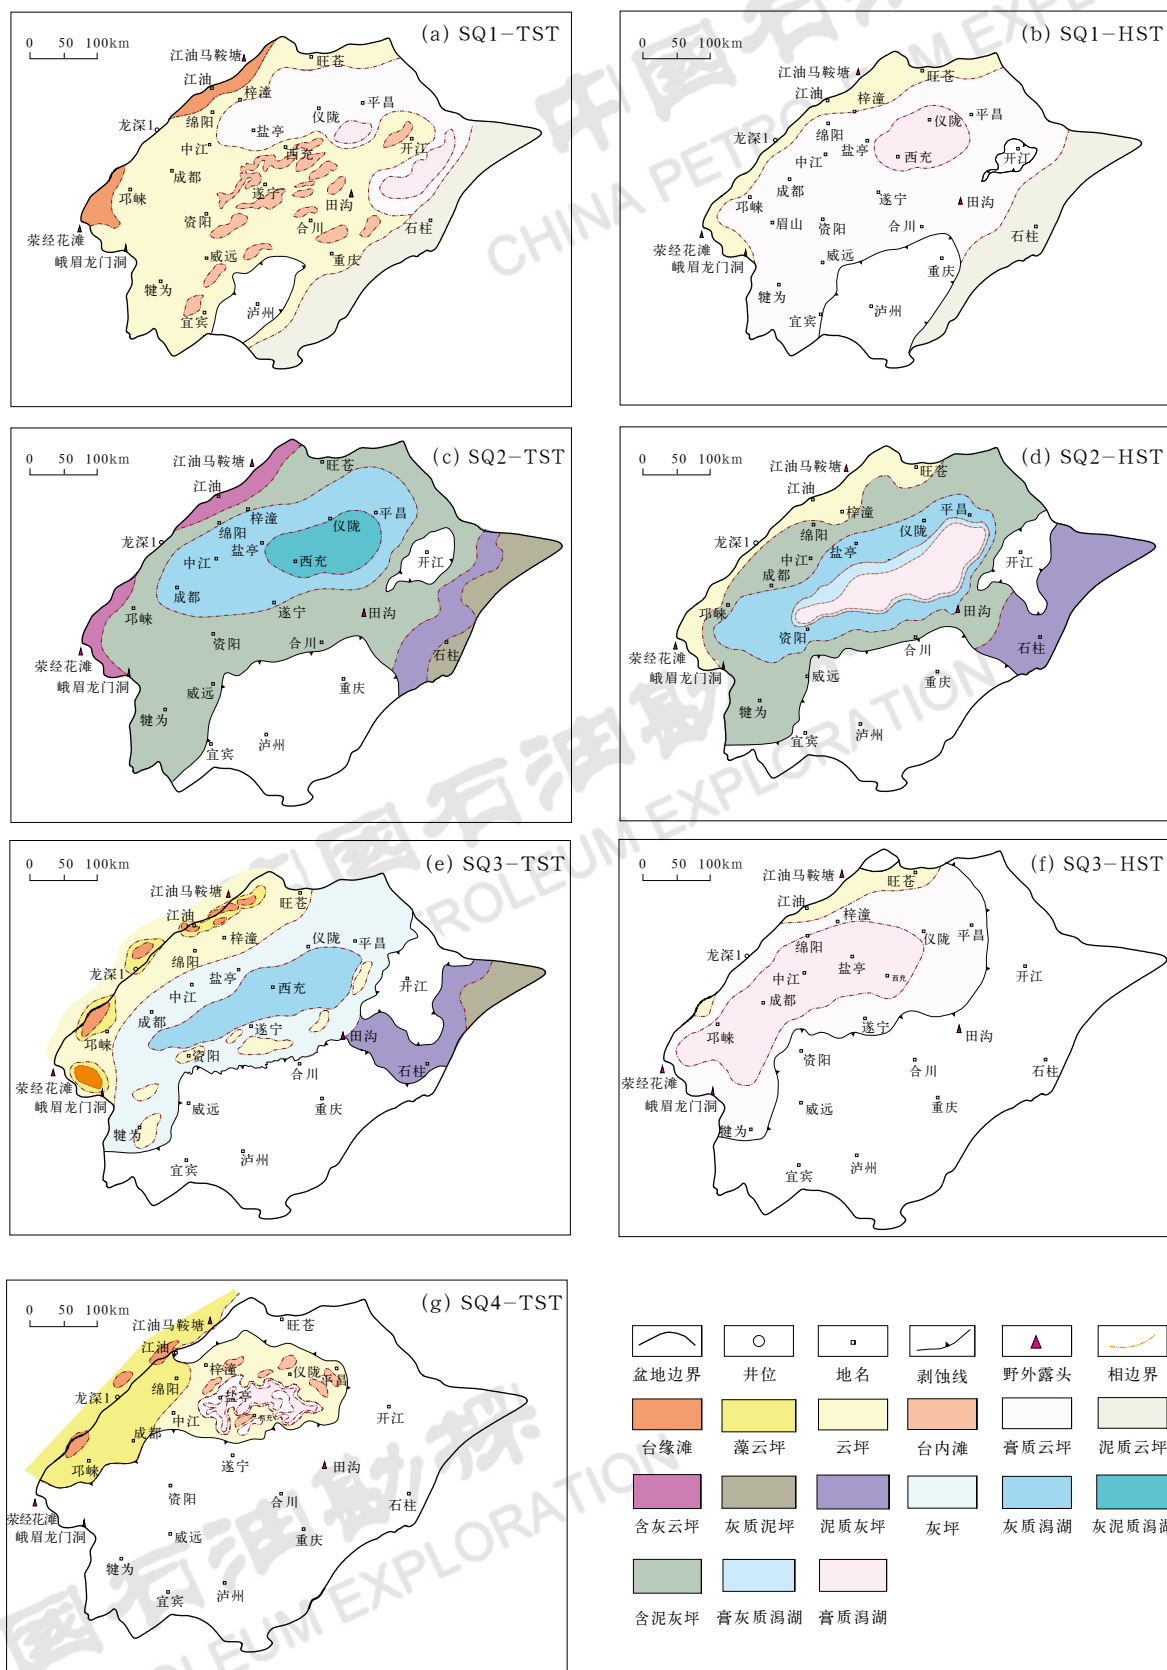 (a) SQ1-TST
0 50 100km
江油马鞍塘
旺苍
江油
梓潼
仪陇
平昌
绵阳
龙深1
盐亭
中江
西充
开江
成都
邛崃
遂宁
田沟
资阳
合川
石柱
荥经花滩
峨眉龙门洞
威远
重庆
犍为
泸州
宜宾
(b) SQ1-HST
0 50 100km
江油马鞍塘
旺苍
江油
梓潼
平昌
仪陇
绵阳
龙深1
盐亭
西充
开江
中江
成都
邛崃
遂宁
田沟
眉山
资阳
合川
石柱
荥经花滩
峨眉龙门洞
威远
重庆
犍为
泸州
宜宾
(c) SQ2-TST
0 50 100km
江油马鞍塘
旺苍
江油
梓潼
仪陇
平昌
绵阳
龙深1
盐亭
中江
西充
开江
成都
邛崃
遂宁
田沟
资阳
合川
石柱
荥经花滩
峨眉龙门洞
威远
重庆
犍为
泸州
宜宾
(d) SQ2-HST
0 50 100km
江油马鞍塘
旺苍
江油
梓潼
平昌
绵阳
仪陇
龙深1
盐亭
中江
开江
成都
邛崃
田沟
资阳
合川
石柱
荥经花滩
峨眉龙门洞
威远
重庆
犍为
泸州
宜宾
(e) SQ3-TST
0 50 100km
江油马鞍塘
旺苍
江油
梓潼
仪陇
平昌
绵阳
龙深1
盐亭
中江
西充
开江
成都
邛崃
遂宁
田沟
资阳
合川
石柱
荥经花滩
峨眉龙门洞
威远
重庆
犍为
泸州
宜宾
(f) SQ3-HST
0 50 100km
江油马鞍塘
旺苍
江油
梓潼
仪陇
平昌
绵阳
龙深1
盐亭
中江
西充
开江
成都
邛崃
遂宁
田沟
资阳
合川
石柱
荥经花滩
峨眉龙门洞
威远
重庆
犍为
泸州
宜宾
(g) SQ4-TST
0 50 100km
江油马鞍塘
旺苍
江油
梓潼
仪陇
平昌
绵阳
龙深1
盐亭
中江
西充
开江
成都
邛崃
遂宁
田沟
资阳
合川
石柱
荥经花滩
峨眉龙门洞
威远
重庆
犍为
泸州
宜宾
盆地边界 井位 地名 剥蚀线 野外露头 相边界
台缘滩 藻云坪 云坪 台内滩 膏质云坪 泥质云坪
含灰云坪 灰质泥坪 泥质灰坪 灰坪 灰质潟湖 灰泥质潟湖
含泥灰坪 膏灰质潟湖 膏质潟湖
中国石油勘探
CHINA PETROLEUM EXPLORATION